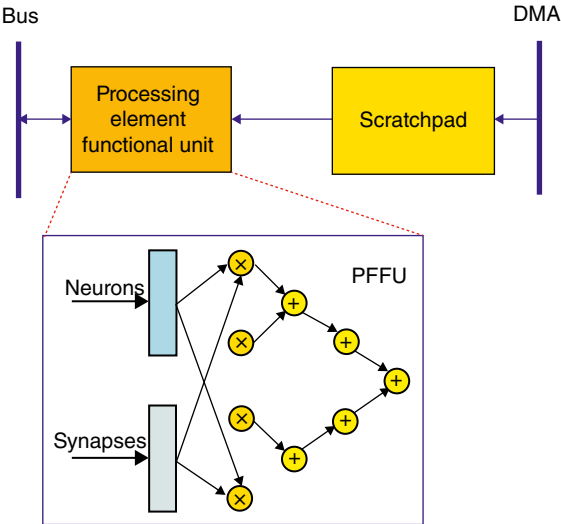 Bus
DMA
Processing
element
functional unit
Scratchpad
PFFU
Neurons
Synapses
×
+
×
+
+
×
+
+
×